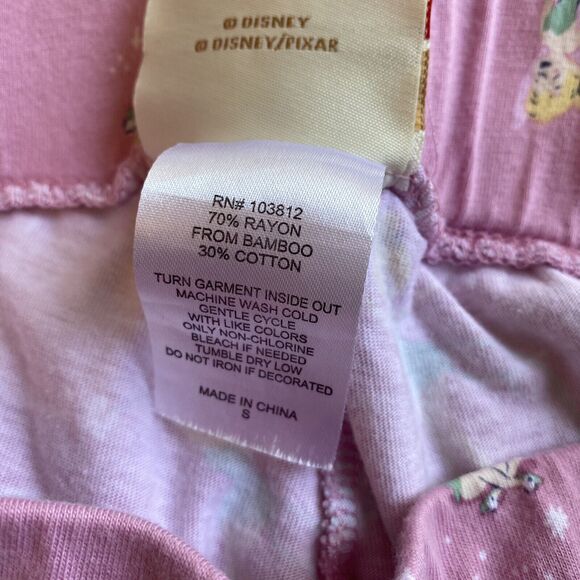 © DISNEY
© DISNEY/PIXAR
RN# 103812
70% RAYON
FROM BAMBOO
30% COTTON
TURN GARMENT INSIDE OUT
MACHINE WASH COLD
GENTLE CYCLE
WITH LIKE COLORS
ONLY NON-CHLORINE
BLEACH IF NEEDED
TUMBLE DRY LOW
DO NOT IRON IF DECORATED
MADE IN CHINA
S